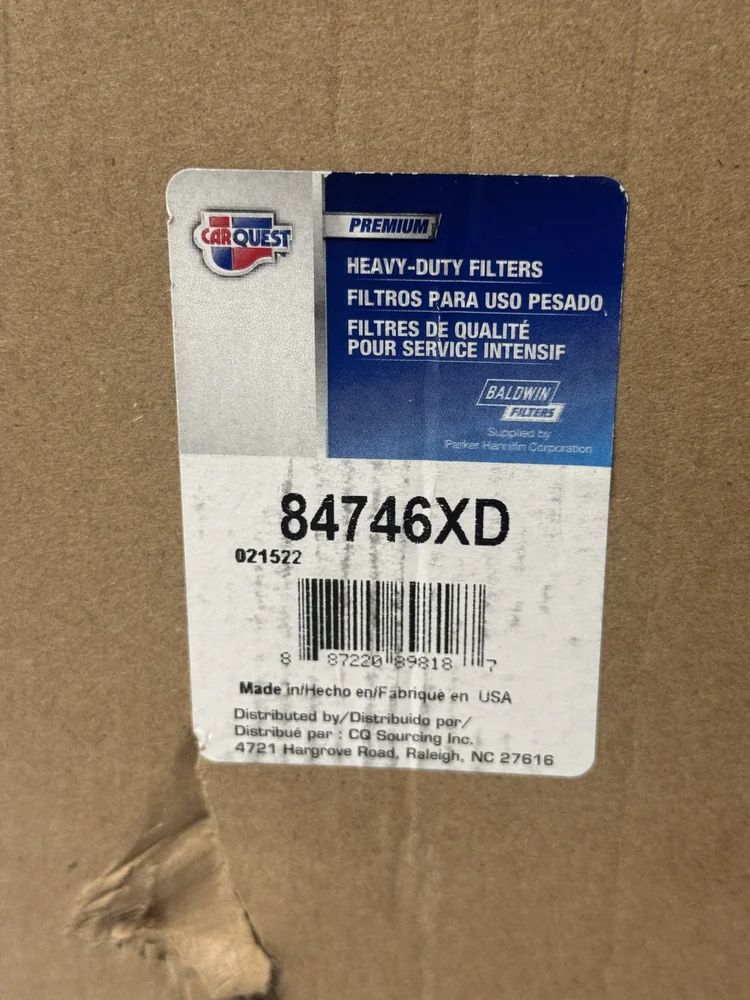 CARQUEST
PREMIUM
HEAVY-DUTY FILTERS
FILTROS PARA USO PESADO
FILTRES DE QUALITÉ
POUR SERVICE INTENSIF
BALDWIN
FILTERS
Supplied by
Parker Hannifin Corporation
84746XD
021522
8 87220 89818 7
Made in/Hecho en/Fabriqué en USA
Distributed by/Distribuido por/
Distribué par : CQ Sourcing Inc.
4721 Hargrove Road, Raleigh, NC 27616